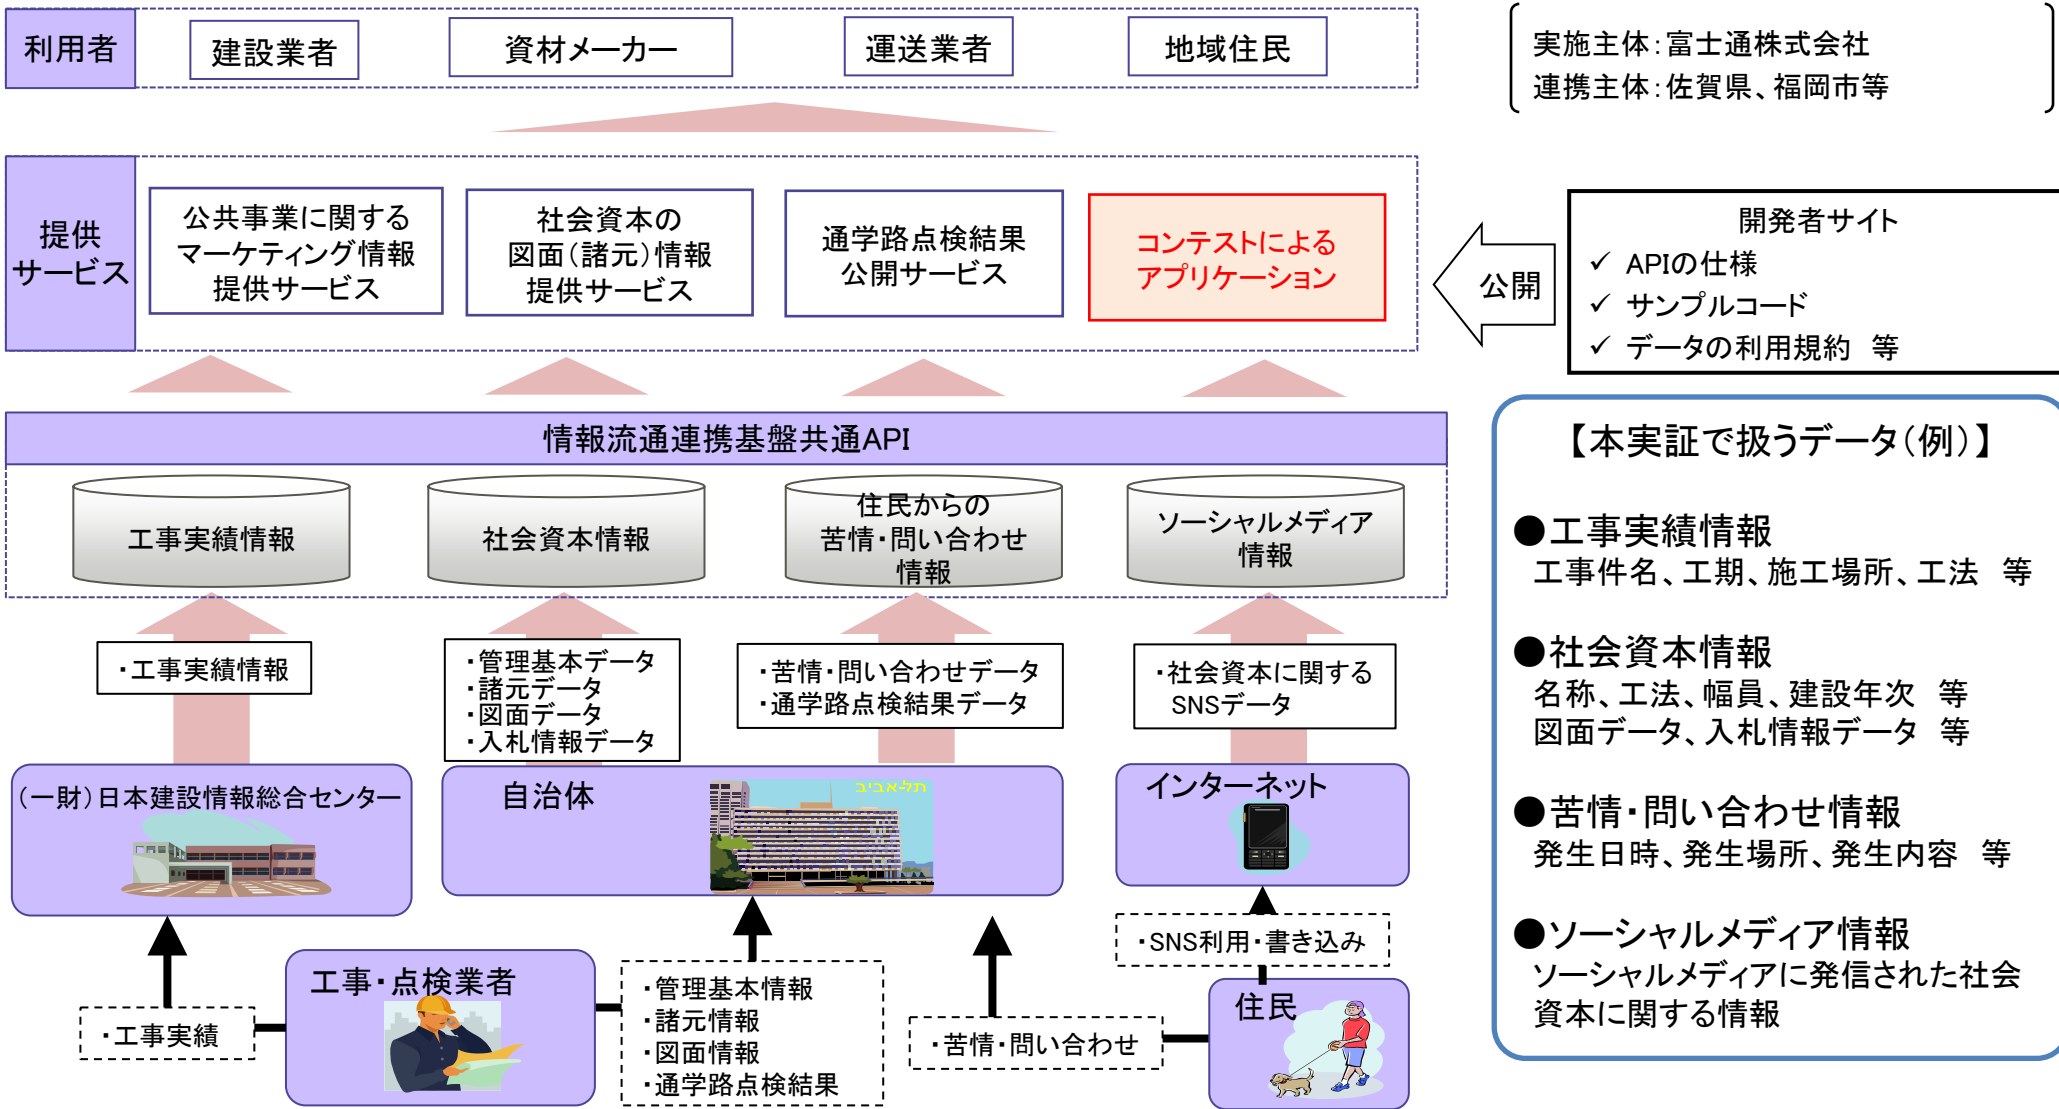 利用者
建設業者
資材メーカー
運送業者
地域住民
実施主体：富士通株式会社
連携主体：佐賀県、福岡市等
提供
サービス
公共事業に関する
マーケティング情報
提供サービス
社会資本の
図面（諸元）情報
提供サービス
通学路点検結果
公開サービス
コンテストによる
アプリケーション
公開
開発者サイト
✓ APIの仕様
✓ サンプルコード
✓ データの利用規約　等
情報流通連携基盤共通API
工事実績情報
社会資本情報
住民からの
苦情・問い合わせ
情報
ソーシャルメディア
情報
・工事実績情報
・管理基本データ
・諸元データ
・図面データ
・入札情報データ
・苦情・問い合わせデータ
・通学路点検結果データ
・社会資本に関する
SNSデータ
（一財）日本建設情報総合センター
自治体
תל-אביב
インターネット
・SNS利用・書き込み
工事・点検業者
・工事実績
・管理基本情報
・諸元情報
・図面情報
・通学路点検結果
・苦情・問い合わせ
住民
【本実証で扱うデータ（例）】
●工事実績情報
工事件名、工期、施工場所、工法　等
●社会資本情報
名称、工法、幅員、建設年次　等
図面データ、入札情報データ　等
●苦情・問い合わせ情報
発生日時、発生場所、発生内容　等
●ソーシャルメディア情報
ソーシャルメディアに発信された社会
資本に関する情報